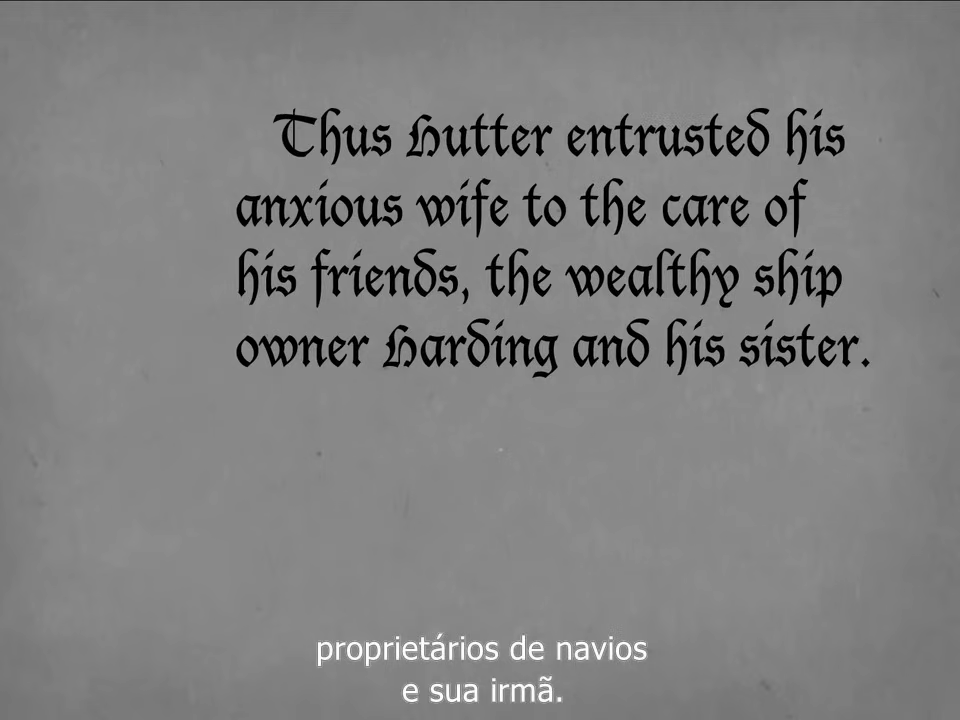 Thus Hutter entrusted his
anxious wife to the care of
his friends, the wealthy ship
owner Harding and his sister.
proprietários de navios
e sua irmã.